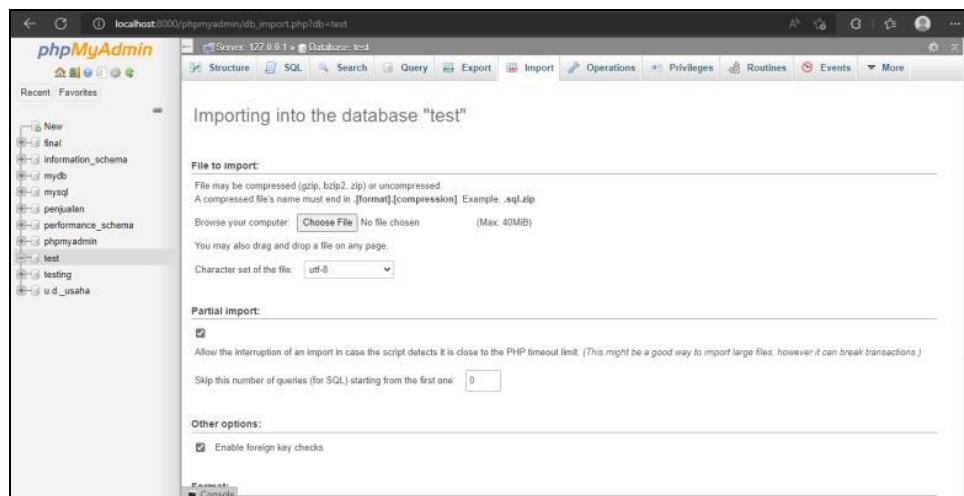 localhost:8000/phpmyadmin/db_import.php?db=test
phpMyAdmin
Recent Favorites
New
final
information_schema
mydb
mysql
penjualan
performance_schema
phpmyadmin
test
testing
u.d._usaha
Server: 127.0.0.1 » Database: test
Structure SQL Search Query Export Import Operations Privileges Routines Events More
Importing into the database "test"
File to import:
File may be compressed (gzip, bzip2, zip) or uncompressed.
A compressed file's name must end in .[format].[compression]. Example: .sql.zip
Browse your computer: Choose File No file chosen (Max: 40MiB)
You may also drag and drop a file on any page.
Character set of the file: utf-8
Partial import:
Allow the interruption of an import in case the script detects it is close to the PHP timeout limit. (This might be a good way to import large files, however it can break transactions.)
Skip this number of queries (for SQL) starting from the first one: 0
Other options:
Enable foreign key checks
Format:
Console